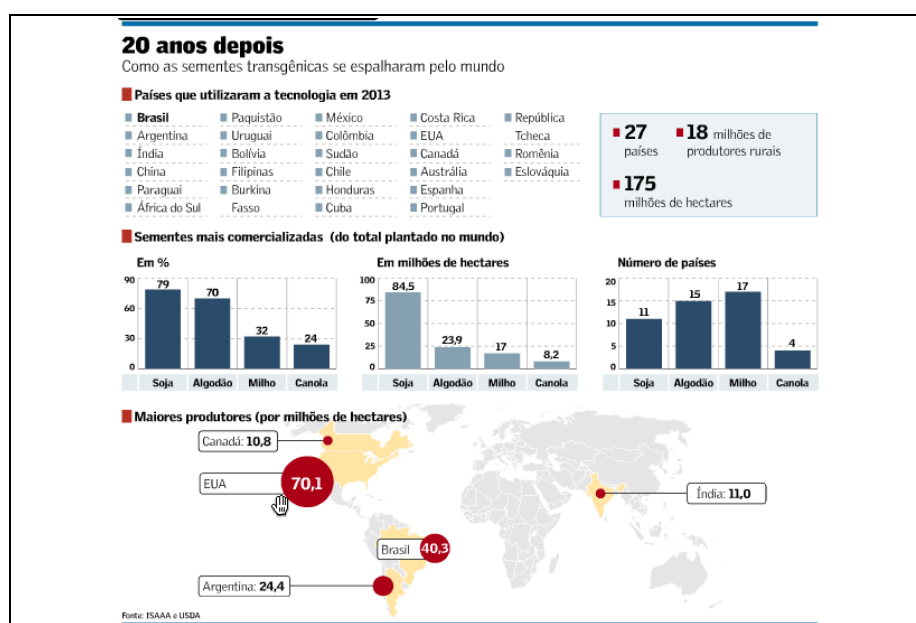 20 anos depois
Como as sementes transgênicas se espalharam pelo mundo
Países que utilizaram a tecnologia em 2013
Brasil
Argentina
Índia
China
Paraguai
África do Sul
Paquistão
Uruguai
Bolívia
Filipinas
Burkina
Fasso
México
Colômbia
Sudão
Chile
Honduras
Cuba
Costa Rica
EUA
Canadá
Austrália
Espanha
Portugal
República
Tcheca
Romênia
Eslováquia
27
países
18 milhões de
produtores rurais
175
milhões de hectares
Sementes mais comercializadas (do total plantado no mundo)
Em %
90
60
30
0
79
70
32
24
Soja Algodão Milho Canola
Em milhões de hectares
100
75
50
25
0
84,5
23,9
17
8,2
Soja Algodão Milho Canola
Número de países
20
15
10
5
0
11
15
17
4
Soja Algodão Milho Canola
Maiores produtores (por milhões de hectares)
Canadá: 10,8
EUA 70,1
Índia: 11,0
Brasil 40,3
Argentina: 24,4
Fonte: ISAAA e USDA